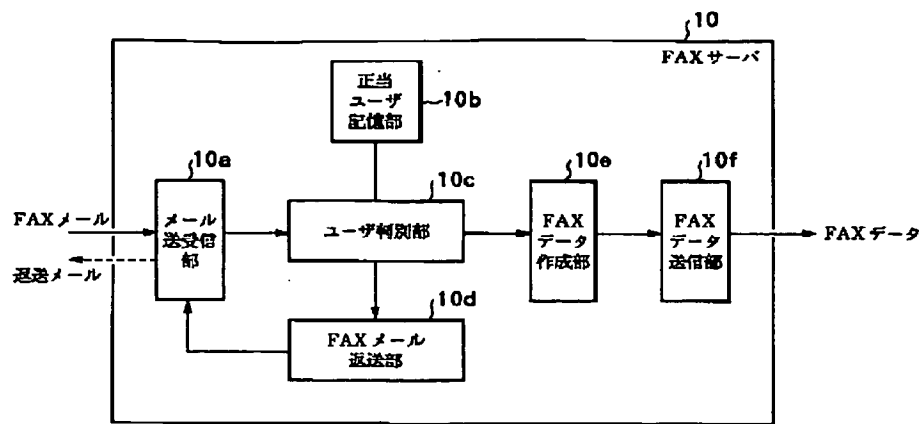 10
FAXサーバ
正当
ユーザ
記憶部
10b
10a
メール
送受信
部
10c
ユーザ判別部
10e
FAX
データ
作成部
10f
FAX
データ
送信部
FAXメール
返送メール
FAXデータ
10d
FAXメール
返送部